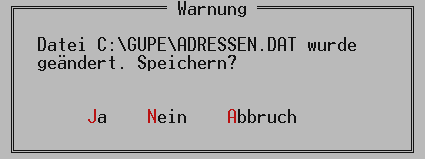 Warnung
Datei C:\GUPE\ADRESSEN.DAT wurde
geändert. Speichern?
Ja Nein Abbruch